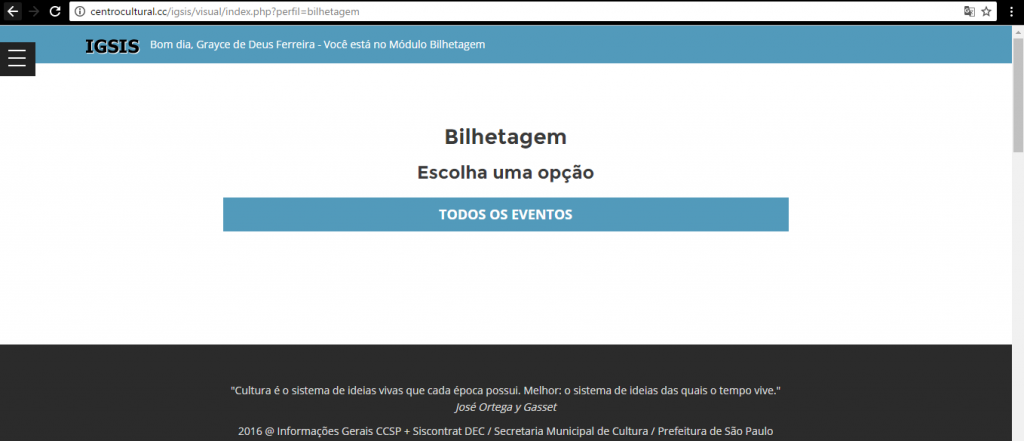 centrocultural.cc/igsis/visual/index.php?perfil=bilhetagem
IGSIS Bom dia, Grayce de Deus Ferreira - Você está no Módulo Bilhetagem
Bilhetagem
Escolha uma opção
TODOS OS EVENTOS
"Cultura é o sistema de ideias vivas que cada época possui. Melhor: o sistema de ideias das quais o tempo vive."
José Ortega y Gasset
2016 @ Informações Gerais CCSP + Siscontrat DEC / Secretaria Municipal de Cultura / Prefeitura de São Paulo